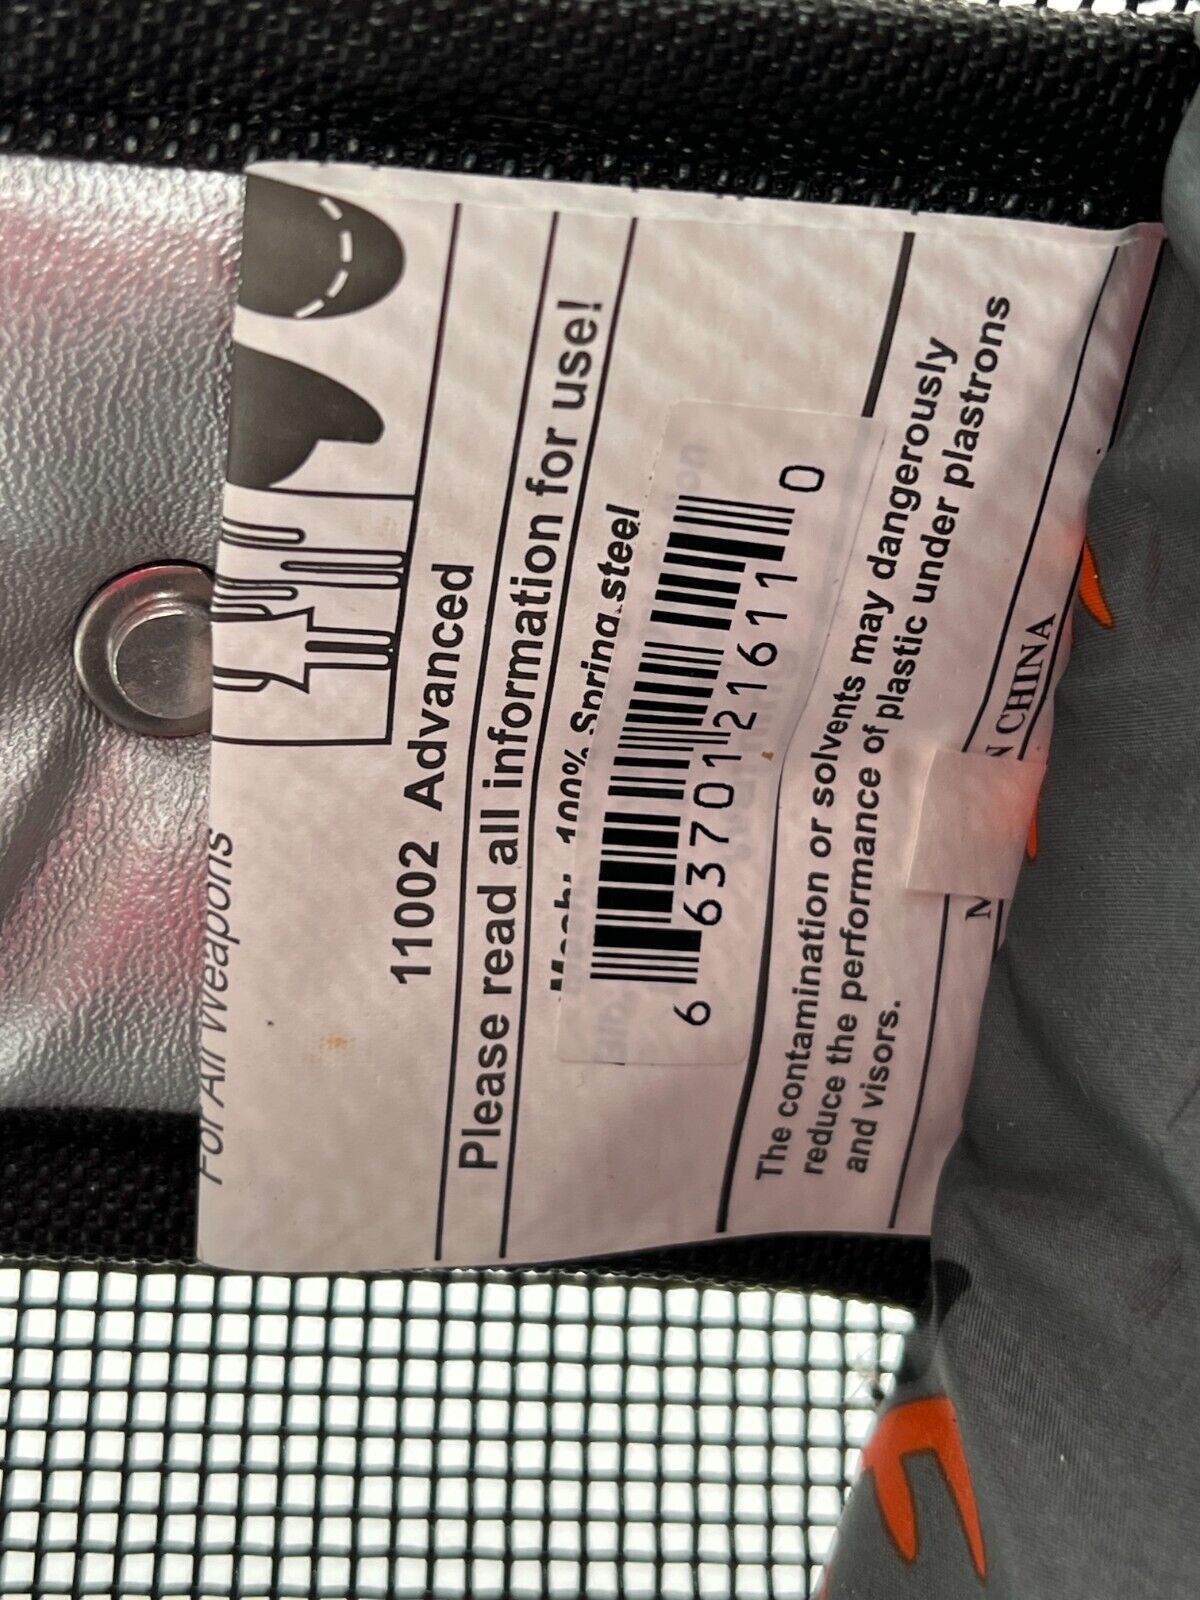 For All Weapons
11002 Advanced
Please read all information for use!
Mesh: 100% Spring steel
6 63701 21611 0
The contamination or solvents may dangerously
reduce the performance of plastic under plastrons
and visors.
CHINA